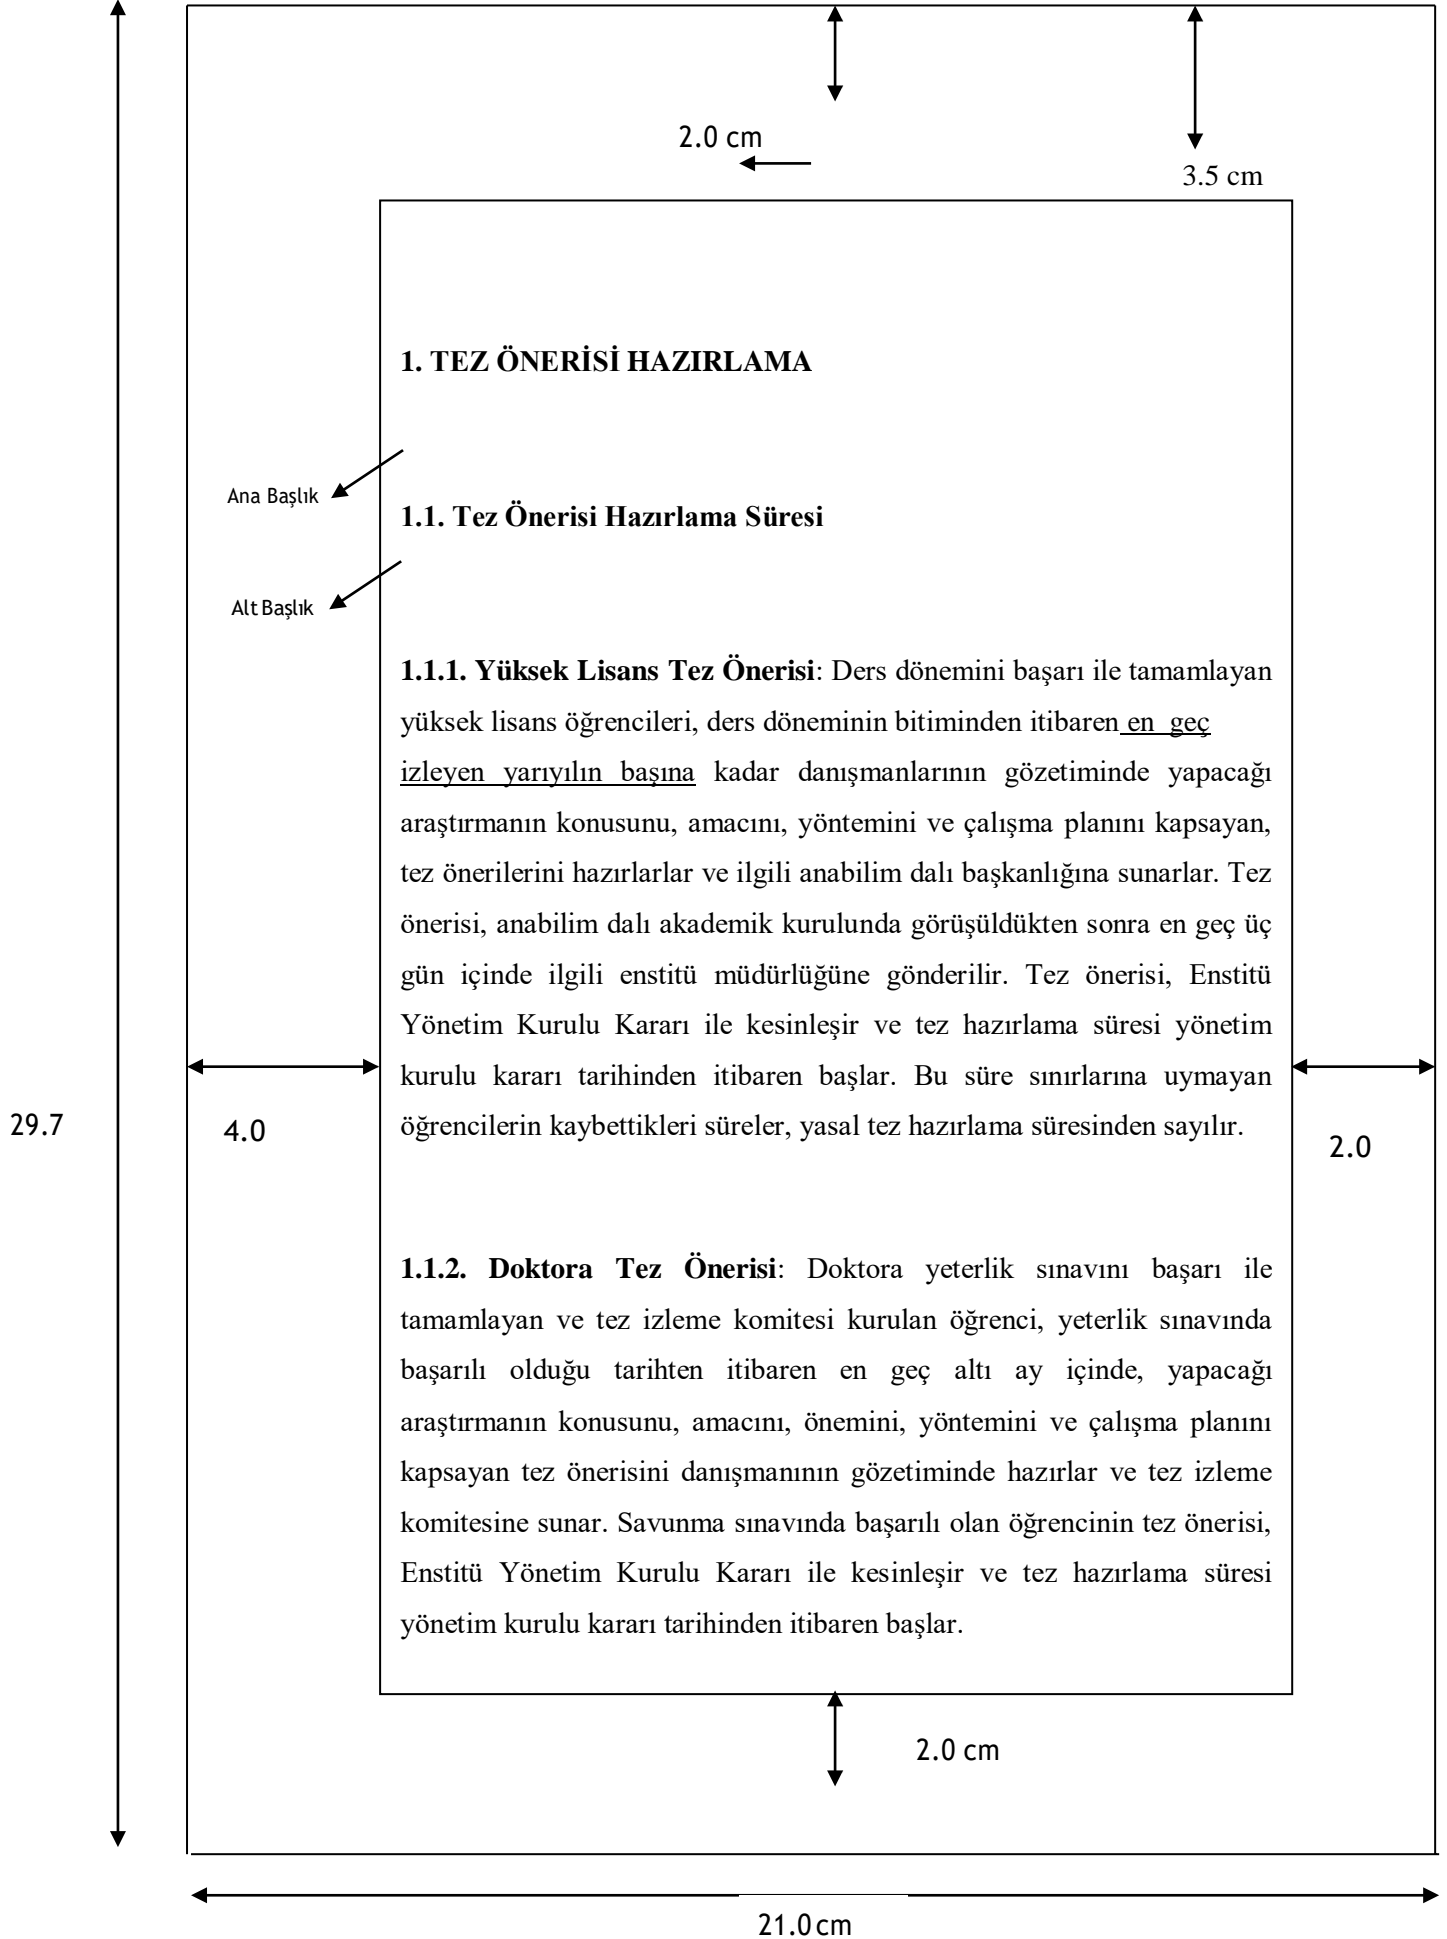 2.0 cm
3.5 cm
1. TEZ ÖNERİSİ HAZIRLAMA
Ana Başlık
1.1. Tez Önerisi Hazırlama Süresi
Alt Başlık
1.1.1. Yüksek Lisans Tez Önerisi: Ders dönemini başarı ile tamamlayan
yüksek lisans öğrencileri, ders döneminin bitiminden itibaren en geç
izleyen yarıyılın başına kadar danışmanlarının gözetiminde yapacağı
araştırmanın konusunu, amacını, yöntemini ve çalışma planını kapsayan,
tez önerilerini hazırlarlar ve ilgili anabilim dalı başkanlığına sunarlar. Tez
önerisi, anabilim dalı akademik kurulunda görüşüldükten sonra en geç üç
gün içinde ilgili enstitü müdürlüğüne gönderilir. Tez önerisi, Enstitü
Yönetim Kurulu Kararı ile kesinleşir ve tez hazırlama süresi yönetim
kurulu kararı tarihinden itibaren başlar. Bu süre sınırlarına uymayan
öğrencilerin kaybettikleri süreler, yasal tez hazırlama süresinden sayılır.
29.7
4.0
2.0
1.1.2. Doktora Tez Önerisi: Doktora yeterlik sınavını başarı ile
tamamlayan ve tez izleme komitesi kurulan öğrenci, yeterlik sınavında
başarılı olduğu tarihten itibaren en geç altı ay içinde, yapacağı
araştırmanın konusunu, amacını, önemini, yöntemini ve çalışma planını
kapsayan tez önerisini danışmanının gözetiminde hazırlar ve tez izleme
komitesine sunar. Savunma sınavında başarılı olan öğrencinin tez önerisi,
Enstitü Yönetim Kurulu Kararı ile kesinleşir ve tez hazırlama süresi
yönetim kurulu kararı tarihinden itibaren başlar.
2.0 cm
21.0 cm